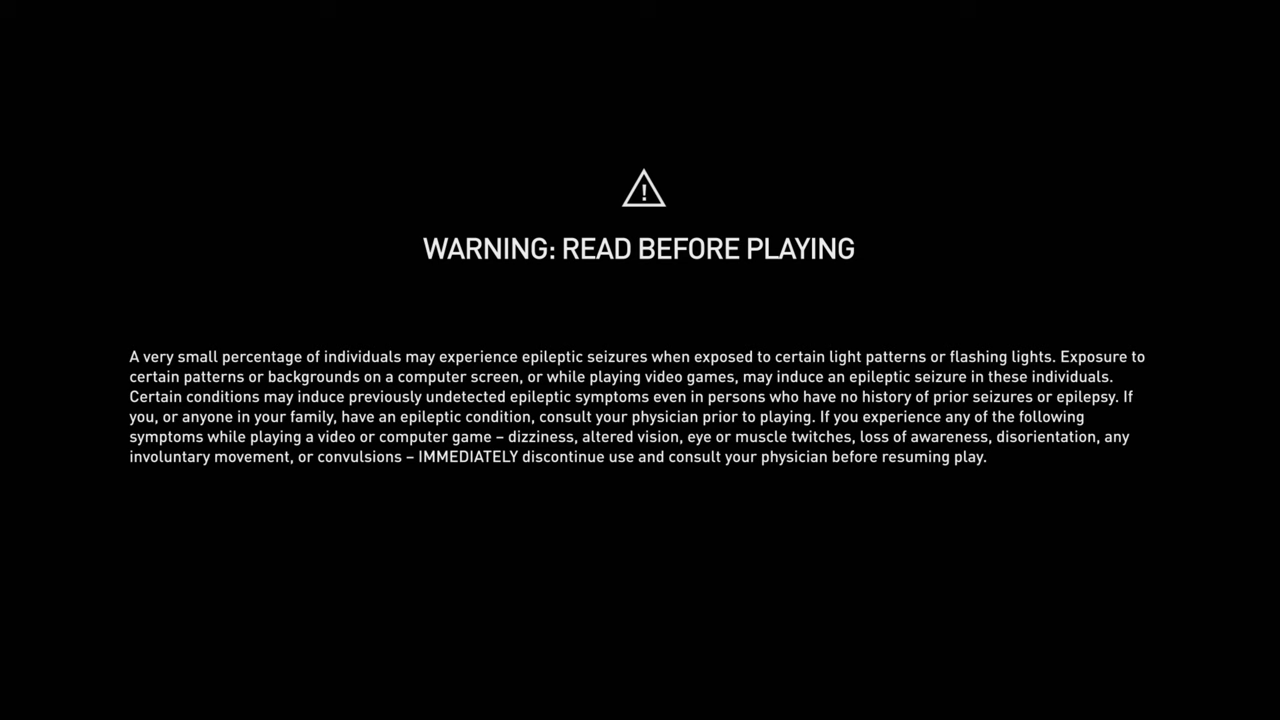 WARNING: READ BEFORE PLAYING
A very small percentage of individuals may experience epileptic seizures when exposed to certain light patterns or flashing lights. Exposure to
certain patterns or backgrounds on a computer screen, or while playing video games, may induce an epileptic seizure in these individuals.
Certain conditions may induce previously undetected epileptic symptoms even in persons who have no history of prior seizures or epilepsy. If
you, or anyone in your family, have an epileptic condition, consult your physician prior to playing. If you experience any of the following
symptoms while playing a video or computer game – dizziness, altered vision, eye or muscle twitches, loss of awareness, disorientation, any
involuntary movement, or convulsions – IMMEDIATELY discontinue use and consult your physician before resuming play.